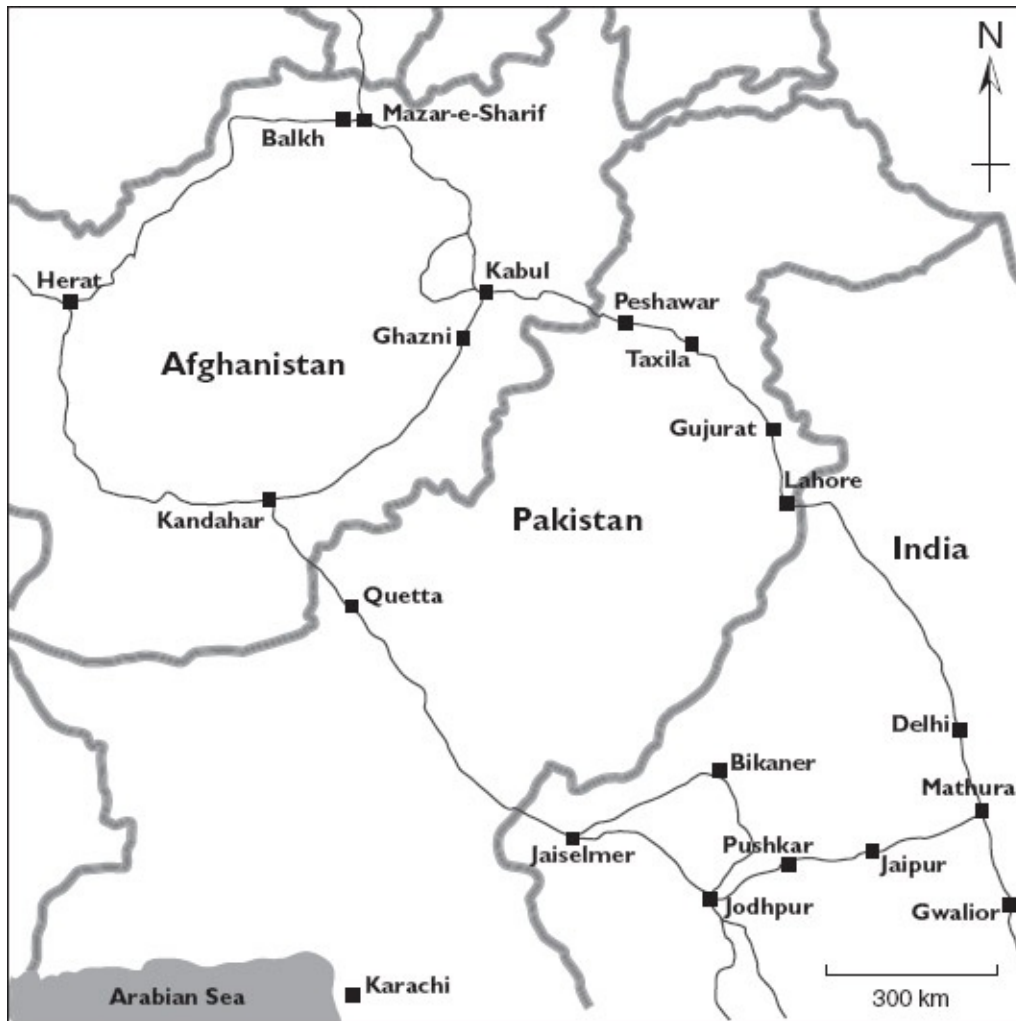 N
Mazar-e-Sharif
Balkh
Herat
Kabul
Peshawar
Ghazni
Taxila
Afghanistan
Gujurat
Lahore
Kandahar
Pakistan
India
Quetta
Delhi
Bikaner
Mathura
Pushkar
Jaiselmer
Jaipur
Jodhpur
Gwalior
Karachi
Arabian Sea
300 km